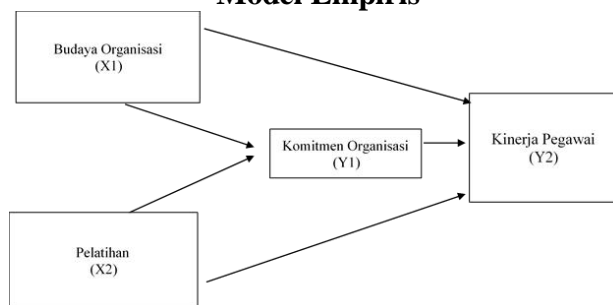 Model Empiris
Budaya Organisasi
(X1)
Komitmen Organisasi
(Y1)
Kinerja Pegawai
(Y2)
Pelatihan
(X2)